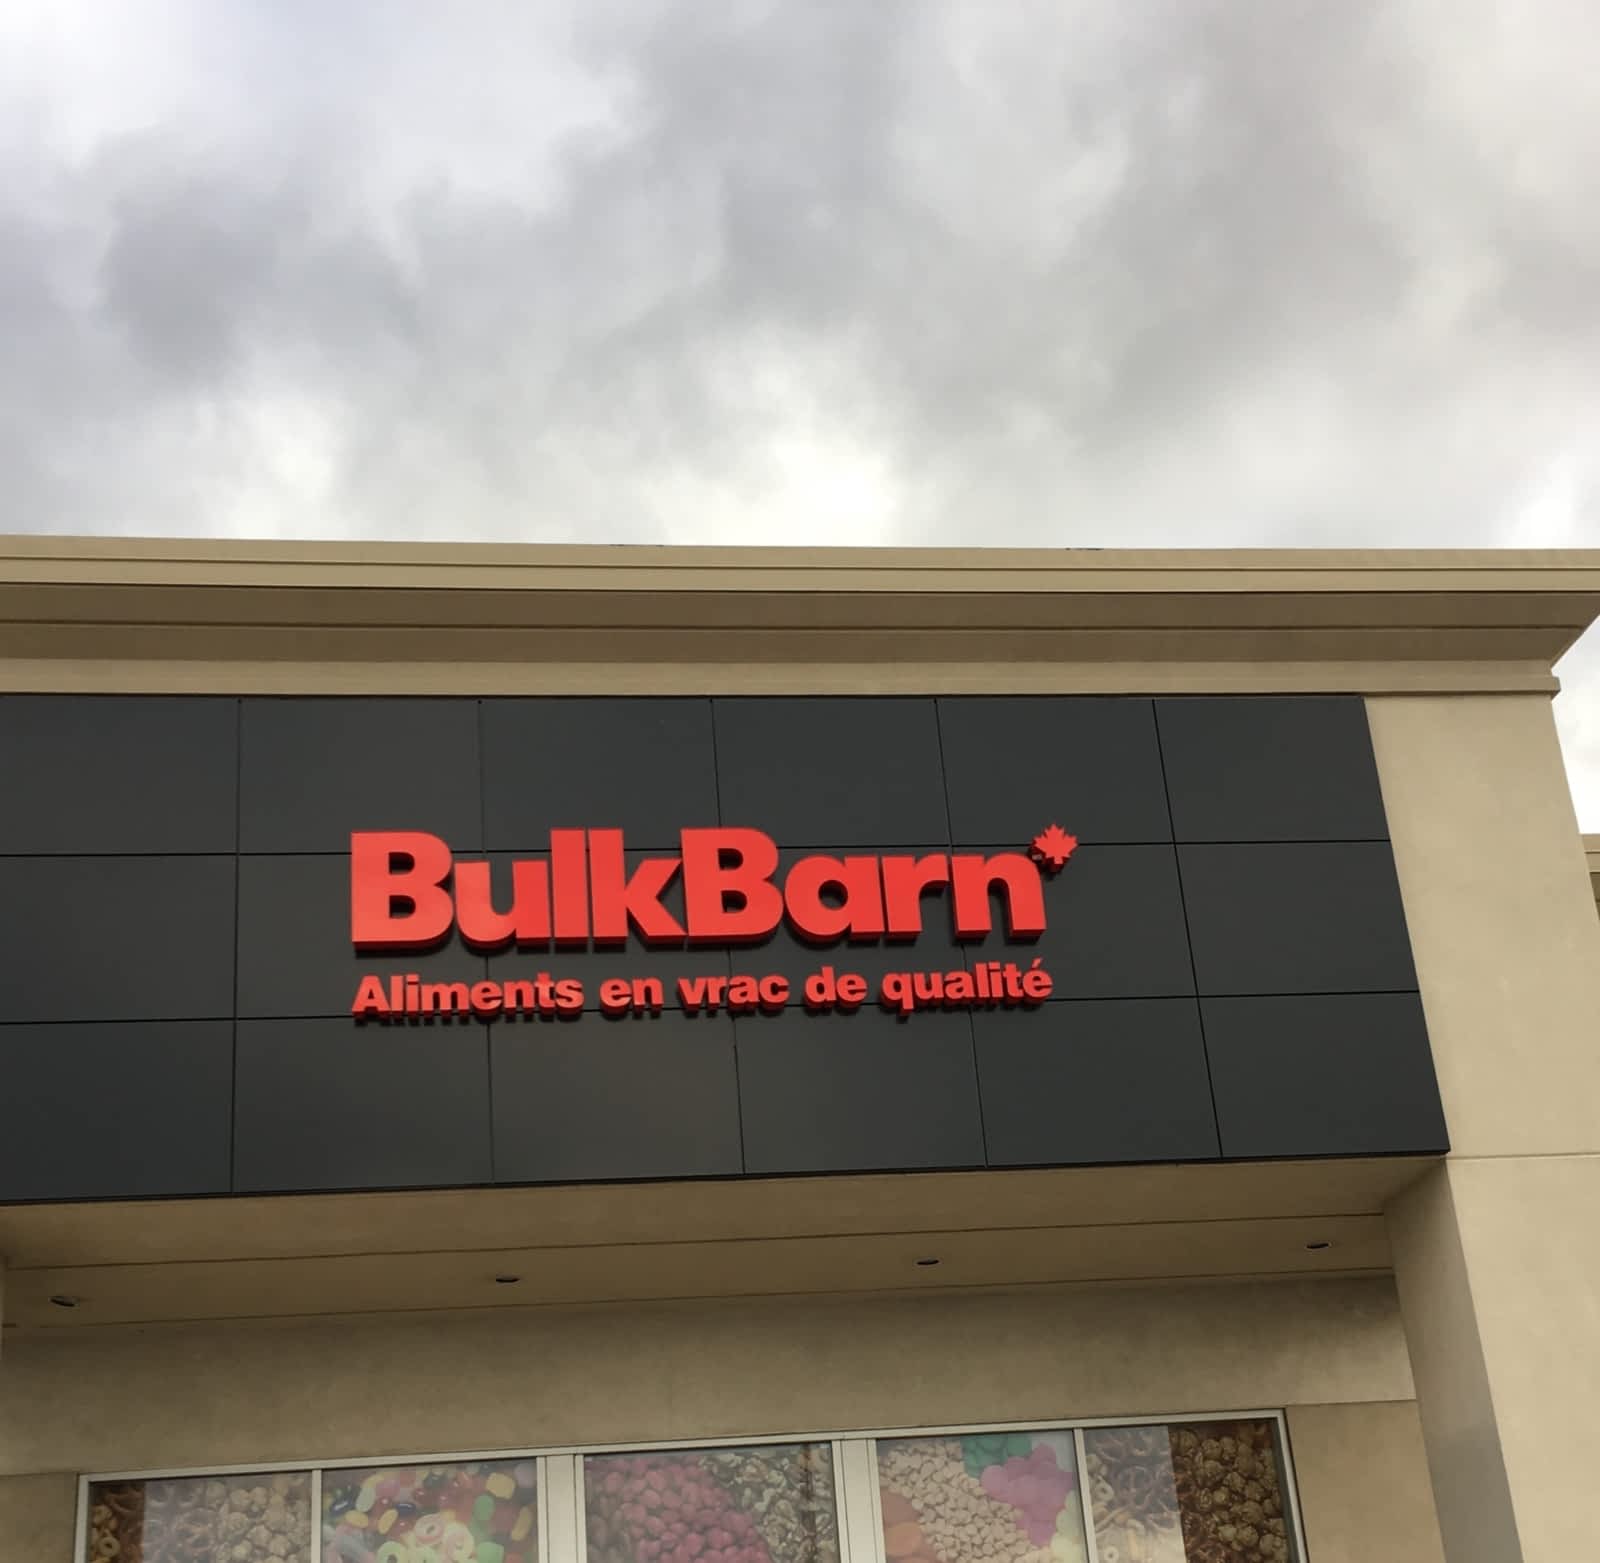 BulkBarn
Aliments en vrac de qualité